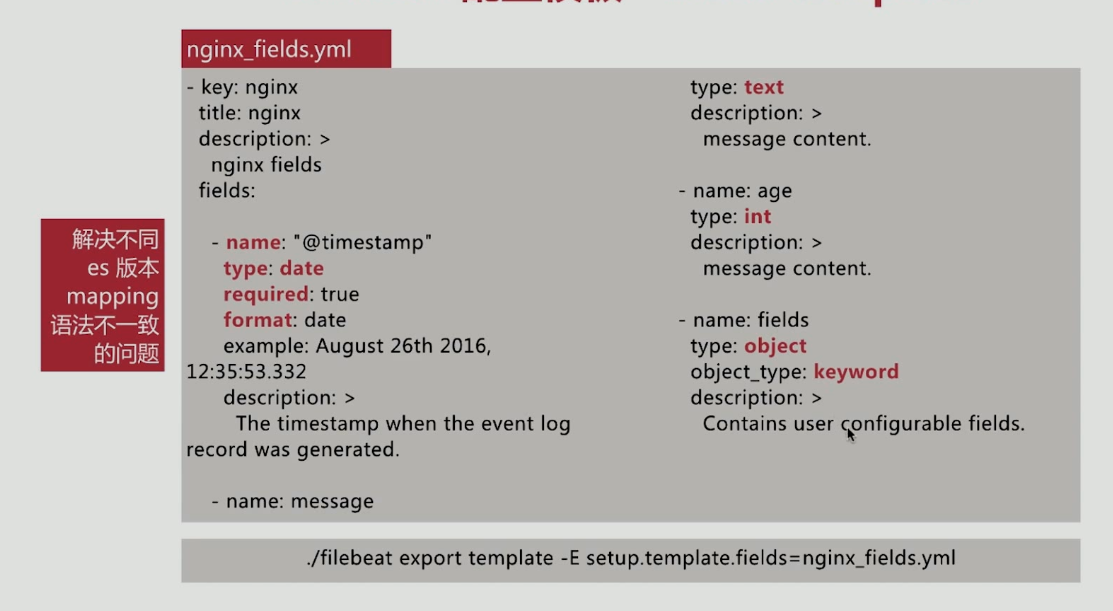 nginx_fields.yml
解决不同
es 版本
mapping
语法不一致
的问题
- key: nginx
title: nginx
description: >
nginx fields
fields:
- name: "@timestamp"
type: date
required: true
format: date
example: August 26th 2016,
12:35:53.332
description: >
The timestamp when the event log
record was generated.
- name: message
type: text
description: >
message content.
- name: age
type: int
description: >
message content.
- name: fields
type: object
object_type: keyword
description: >
Contains user configurable fields.
./filebeat export template -E setup.template.fields=nginx_fields.yml